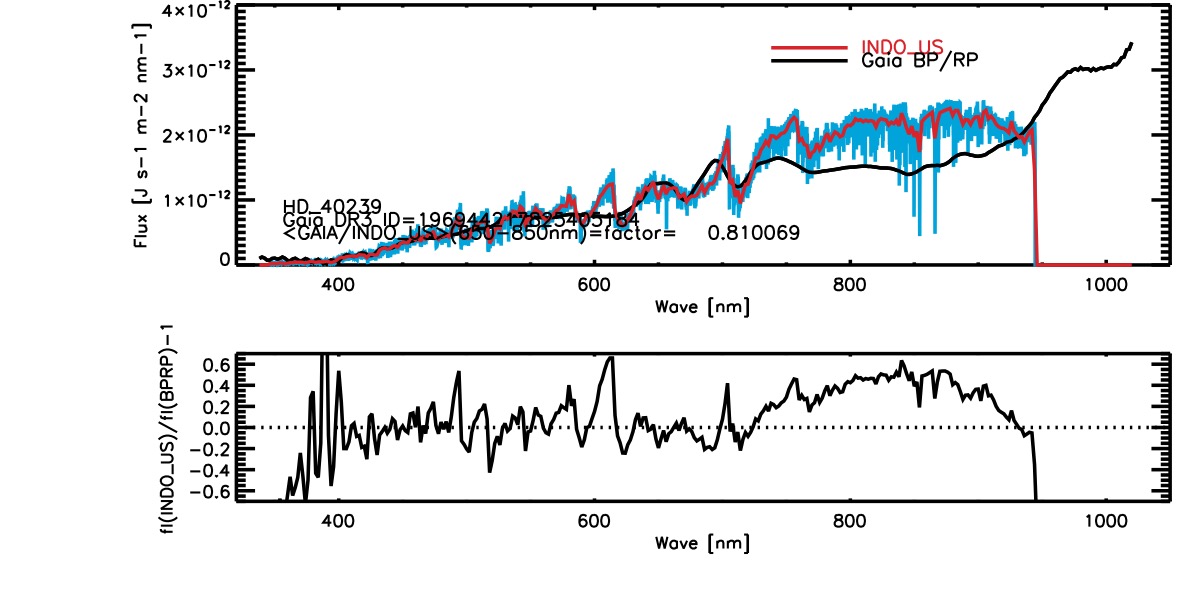 4×10−12
3×10−12
2×10−12
1×10−12
0
Flux [J s−1 m−2 nm−1]
INDO_US
Gaia BP/RP
HD_40239
Gaia DR3 ID=
<GAIA/INDO_US> (650−850nm)=factor= 0.810069
400 600 800 1000
Wave [nm]
fl(INDO_US)/fl(BPRP)−1
0.6
0.4
0.2
0.0
−0.2
−0.4
−0.6
400 600 800 1000
Wave [nm]